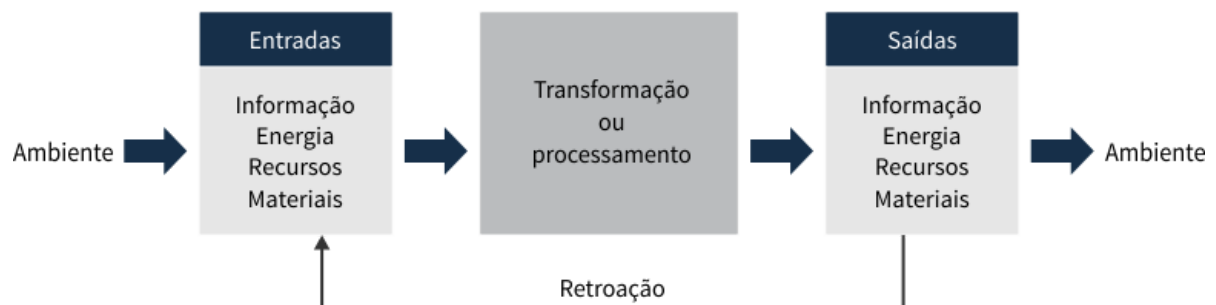 Entradas
Saídas
Ambiente
Informação
Energia
Recursos
Materiais
Transformação
ou
processamento
Informação
Energia
Recursos
Materiais
Ambiente
Retroação